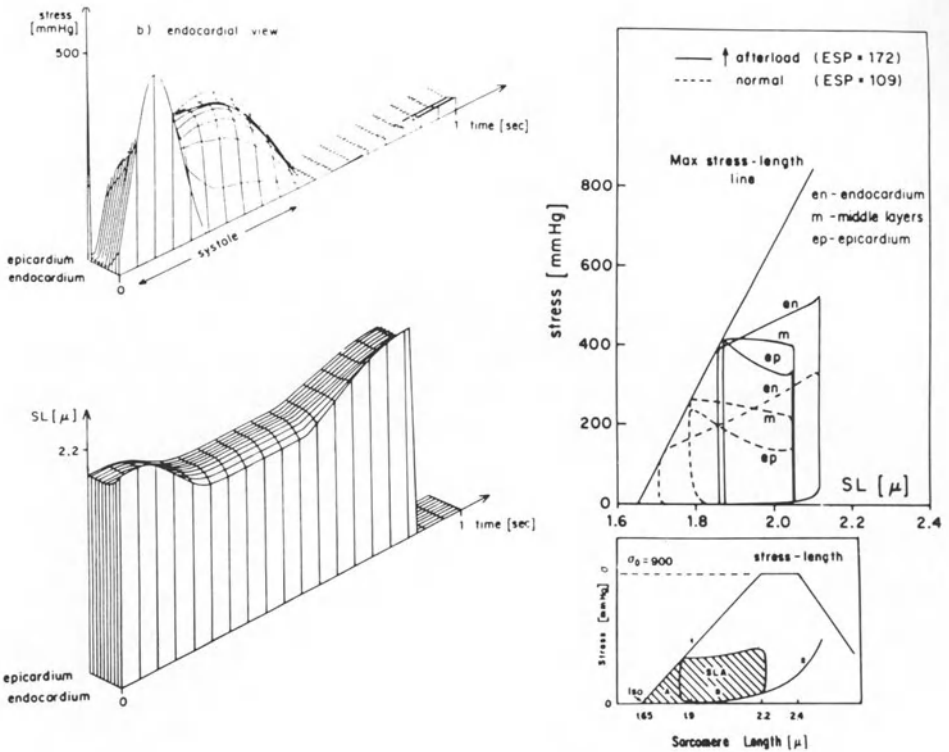 stress
[mmHg]
b) endocardial view
500
1 time [sec]
systole
epicardium
endocardium
0
SL [μ]
2,2
1 time [sec]
epicardium
endocardium
0
↑ afterload (ESP = 172)
normal (ESP = 109)
Max stress-length
line
en - endocardium
m - middle layers
ep - epicardium
stress [mmHg]
800
600
400
200
0
en
m
ep
en
m
ep
SL [μ]
1.6
1.8
2.0
2.2
2.4
stress-length
σ₀ = 900
Stress [mmHg]
0
0
SLA
A
B
Iso
1.65
1.9
2.2
2.4
Sarcomere Length [μ]